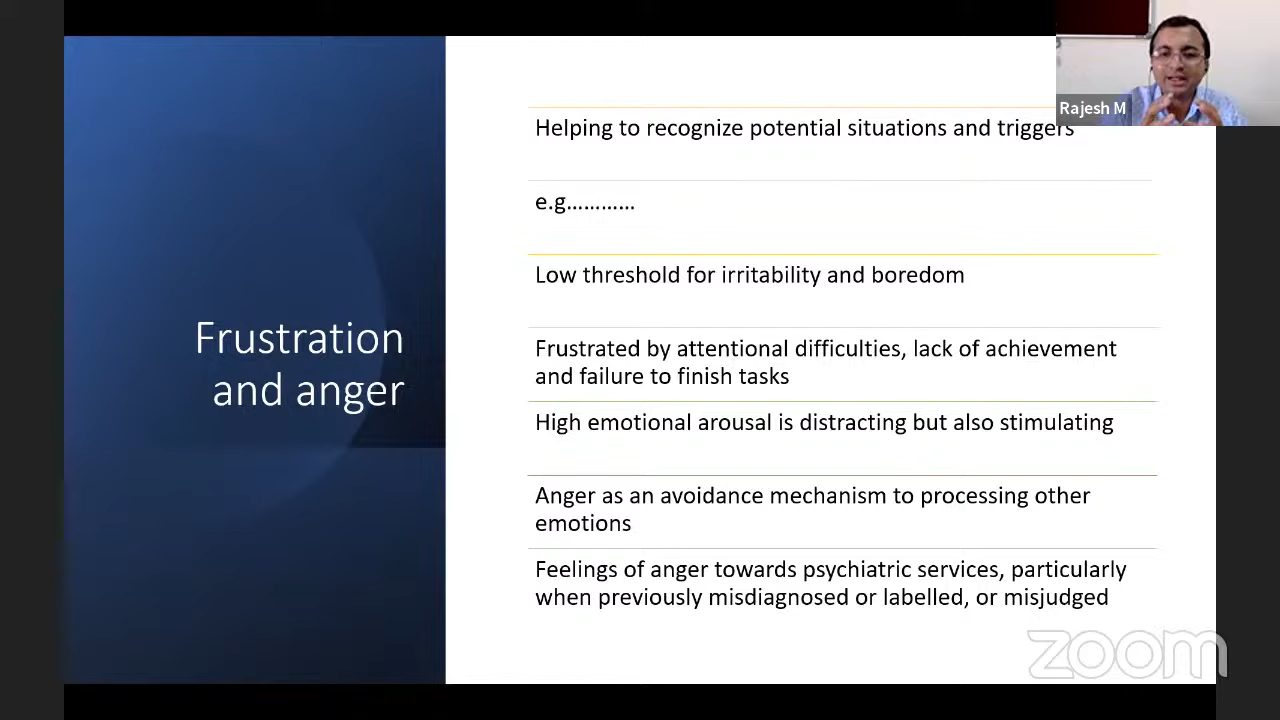 Rajesh M
Frustration
and anger
Helping to recognize potential situations and triggers
e.g…………
Low threshold for irritability and boredom
Frustrated by attentional difficulties, lack of achievement
and failure to finish tasks
High emotional arousal is distracting but also stimulating
Anger as an avoidance mechanism to processing other
emotions
Feelings of anger towards psychiatric services, particularly
when previously misdiagnosed or labelled, or misjudged
zoom